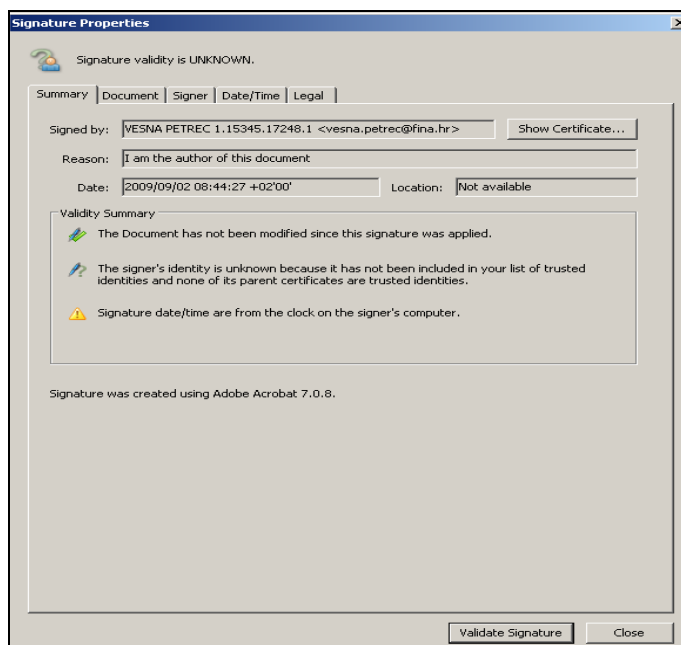 Signature Properties
Signature validity is UNKNOWN.
Summary Document Signer Date/Time Legal
Signed by: VESNA PETREC 1.15345.17248.1 <vesna.petrec@fina.hr> Show Certificate...
Reason: I am the author of this document
Date: 2009/09/02 08:44:27 +02'00' Location: Not available
Validity Summary
The Document has not been modified since this signature was applied.
The signer's identity is unknown because it has not been included in your list of trusted
identities and none of its parent certificates are trusted identities.
Signature date/time are from the clock on the signer's computer.
Signature was created using Adobe Acrobat 7.0.8.
Validate Signature Close